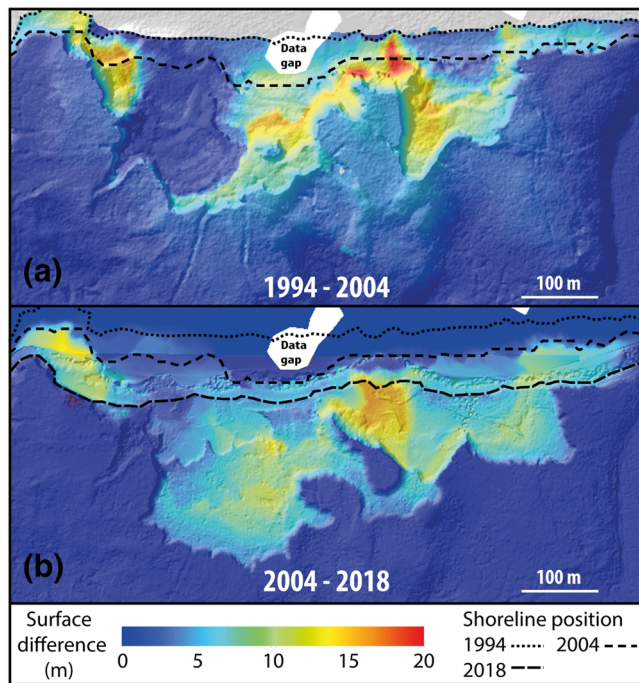 Data
gap
(a)
1994 - 2004
100 m
Data
gap
(b)
2004 - 2018
100 m
Surface
difference
(m)
0 5 10 15 20
Shoreline position
1994 2004
2018